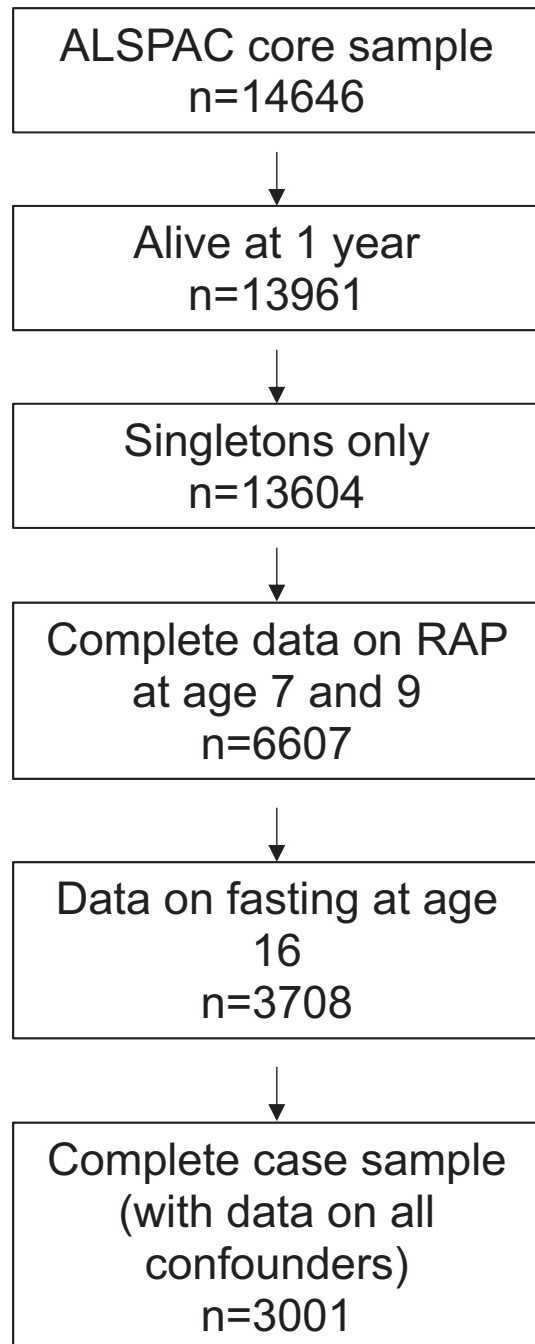 ALSPAC core sample
n=14646
Alive at 1 year
n=13961
Singletons only
n=13604
Complete data on RAP
at age 7 and 9
n=6607
Data on fasting at age
16
n=3708
Complete case sample
(with data on all
confounders)
n=3001